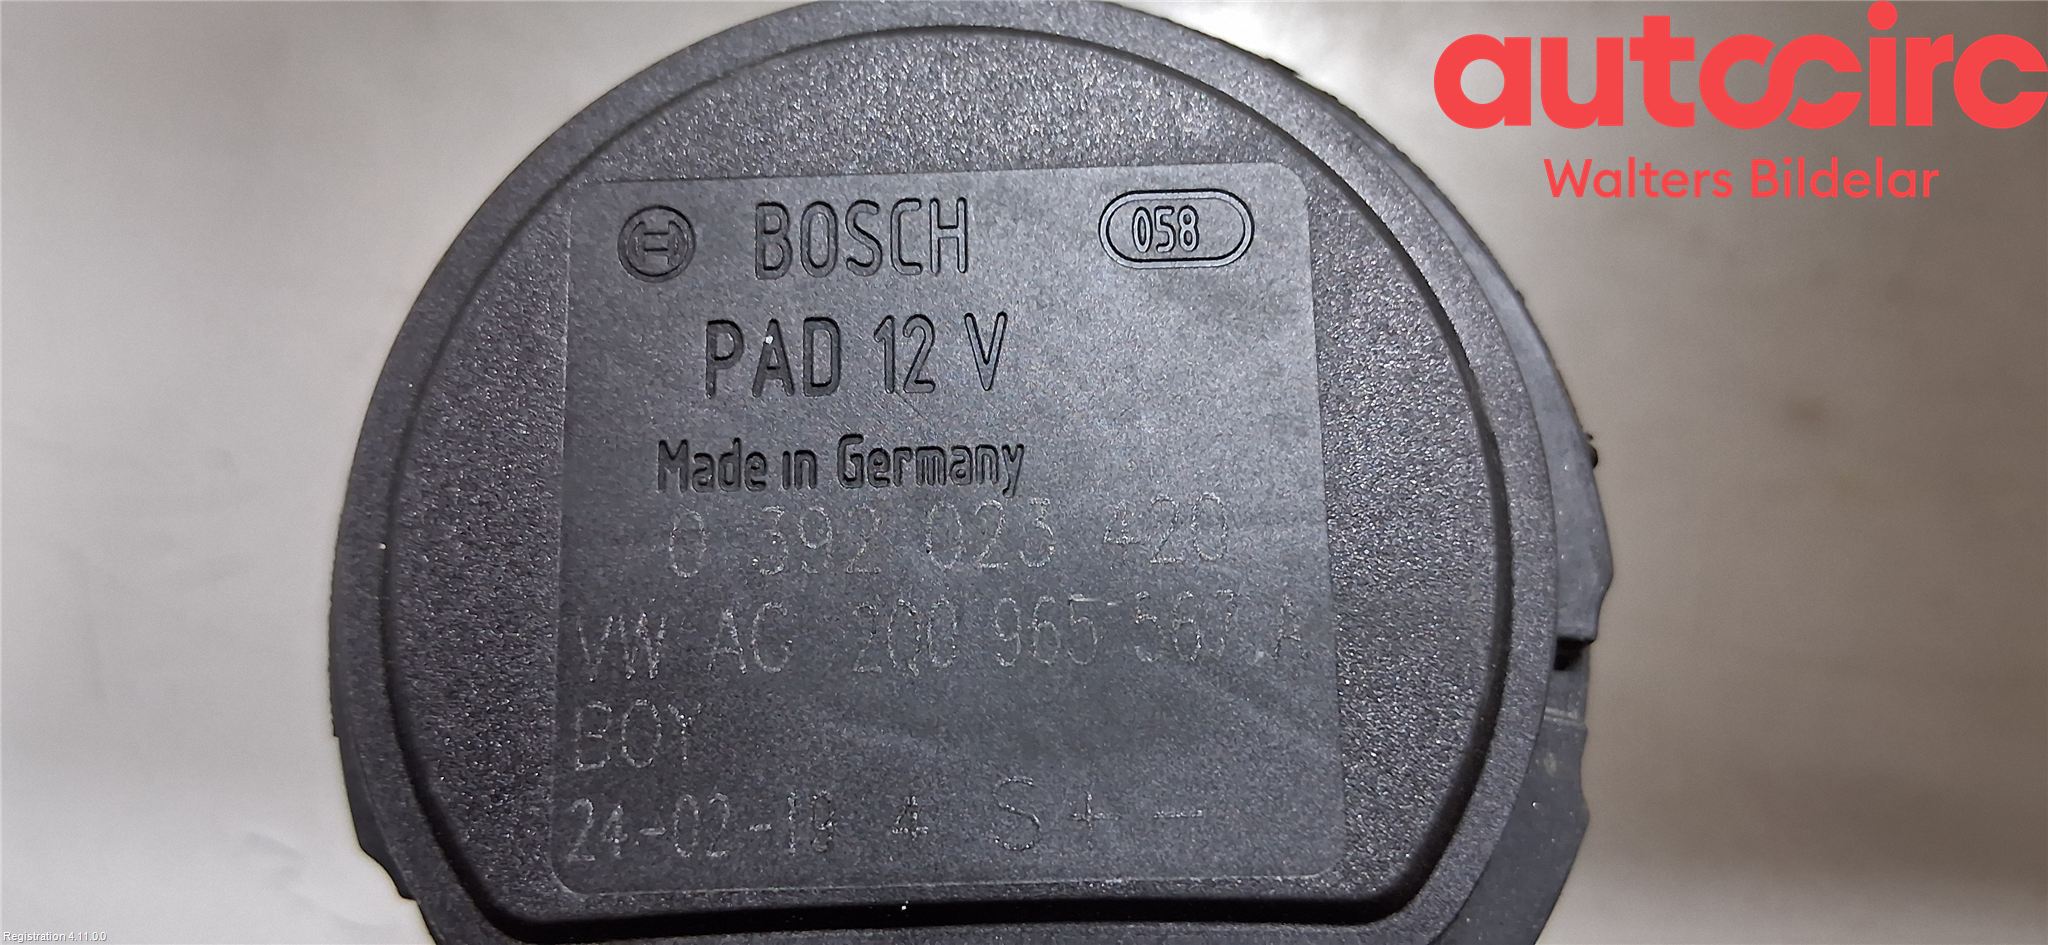 autocirc
Walters Bildelar
BOSCH 058
PAD 12 V
Made in Germany
0 392 023 420
VW AG 2Q0 965 567 A
BOY
24-02-19 4 S + -
Registration 4.11.0.0